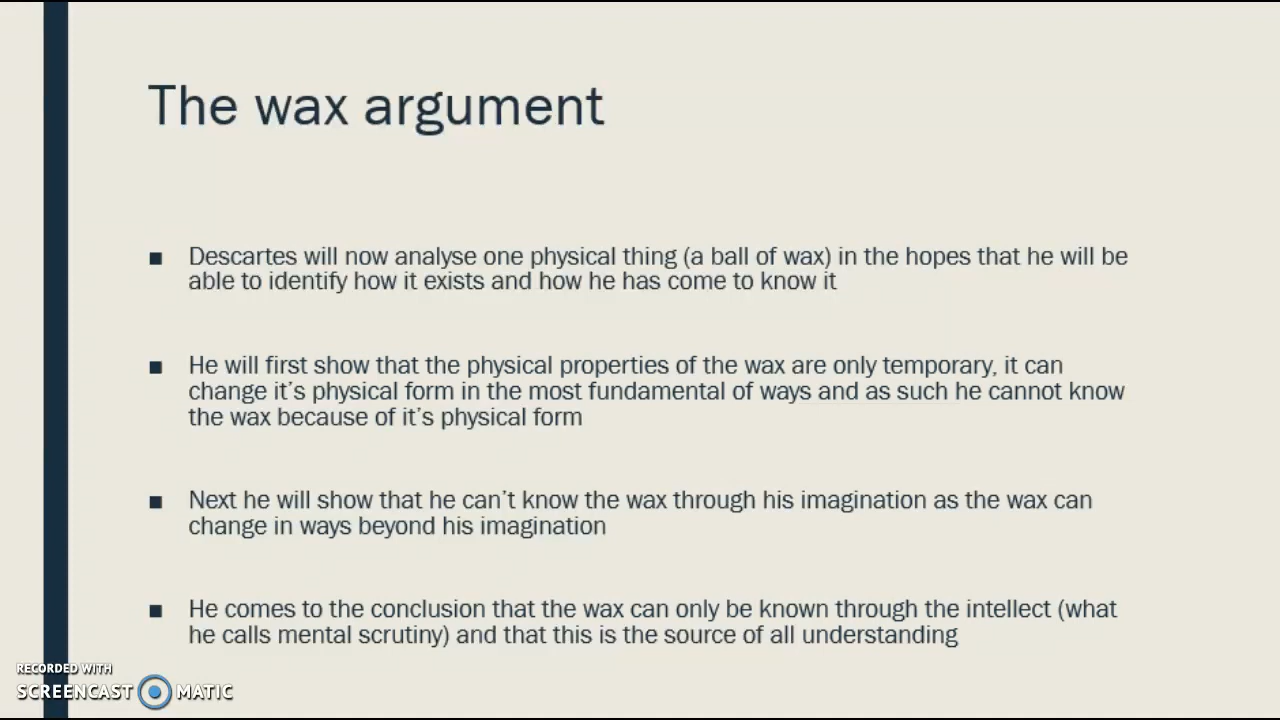 The wax argument
■ Descartes will now analyse one physical thing (a ball of wax) in the hopes that he will be
able to identify how it exists and how he has come to know it
■ He will first show that the physical properties of the wax are only temporary, it can
change it’s physical form in the most fundamental of ways and as such he cannot know
the wax because of it’s physical form
■ Next he will show that he can’t know the wax through his imagination as the wax can
change in ways beyond his imagination
■ He comes to the conclusion that the wax can only be known through the intellect (what
he calls mental scrutiny) and that this is the source of all understanding
RECORDED WITH
SCREENCAST MATIC